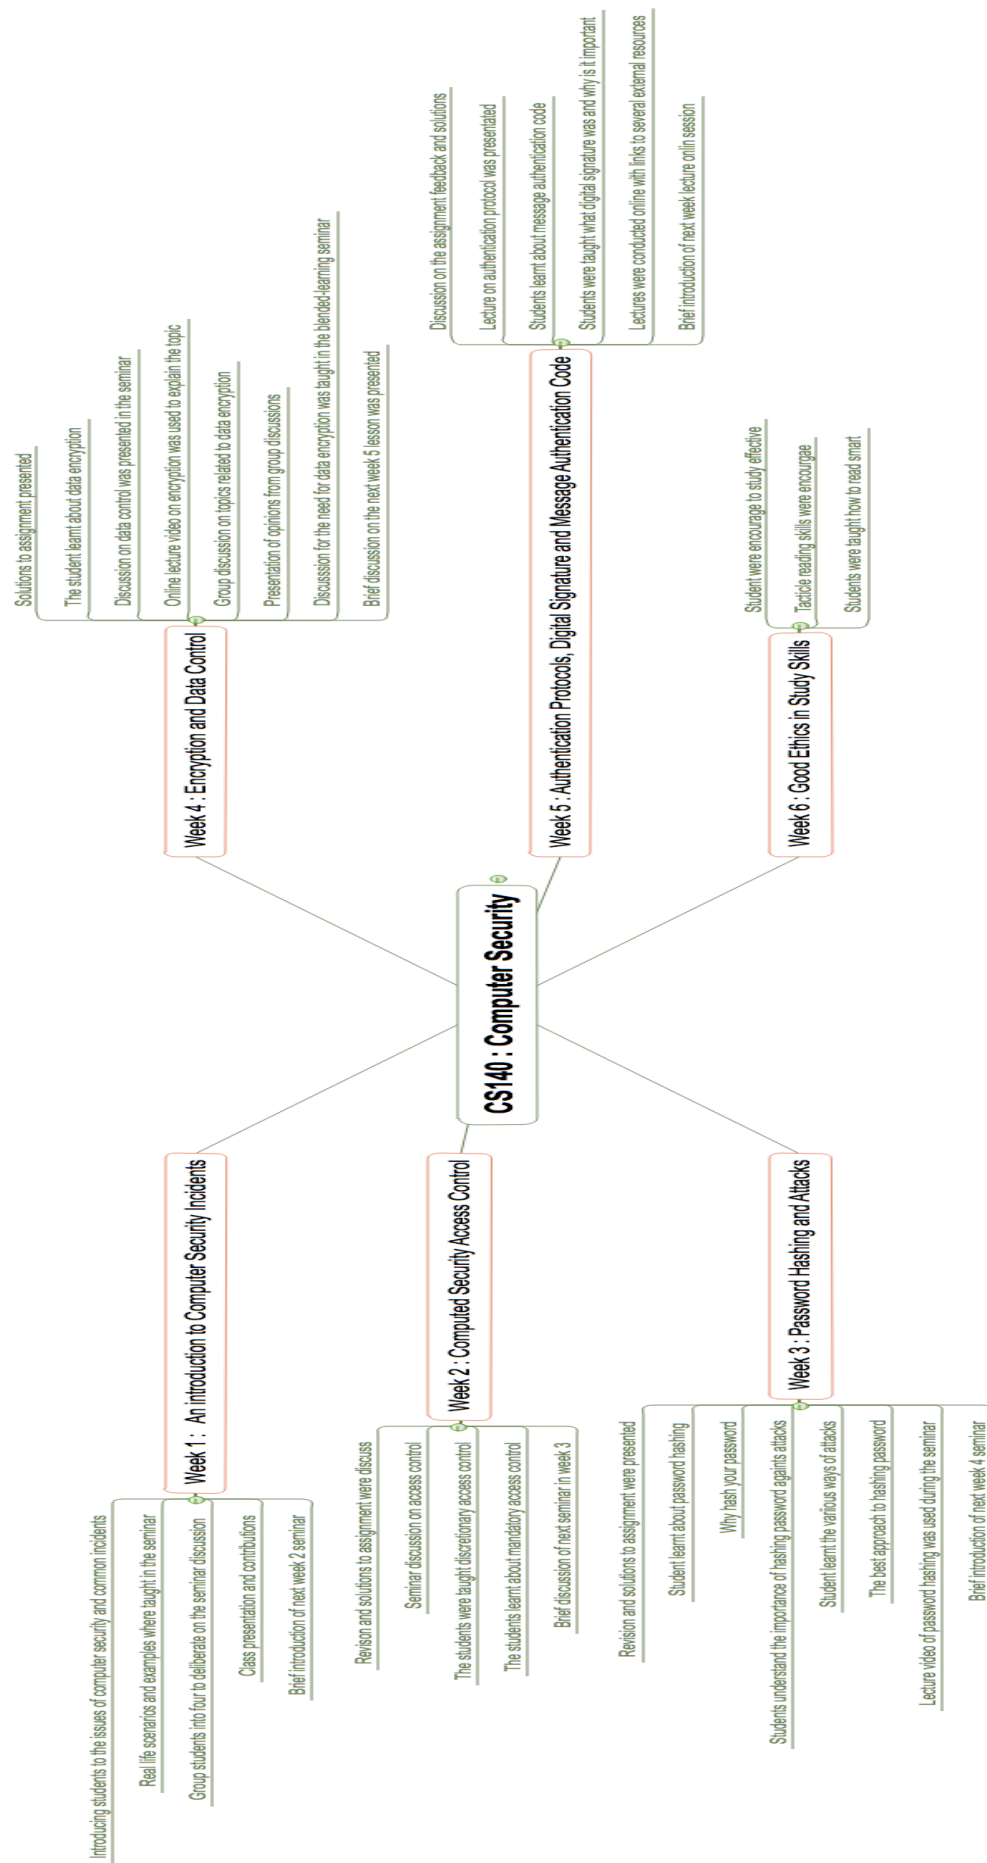 CS140 : Computer Security
Week 1 :  An introduction to Computer Security Incidents
Introducing students to the issues of computer security and common incidents
Real life scenarios and examples where taught in the seminar
Group students into four to deliberate on the seminar discussion
Class presentation and contributions
Brief introduction of next week 2 seminar
Week 2 : Computed Security Access Control
Revison and solutions to assignment were discuss
Seminar discussion on access control
The students were taught discretionary access control
The students learnt about mandatory access control
Brief discussion of next seminar in week 3
Week 3 : Password Hashing and Attacks
Revision and solutions to assignment were presented
Student learnt about password hashing
Why hash your password
Students understand the importance of hashing password againts attacks
Student learnt the variious ways of attacks
The best approach to hashing password
Lecture video of password hashing was used during the seminar
Brief introduction of next week 4 seminar
Week 4 : Encryption and Data Control
Solutions to assignment presented
The student learnt about data encryption
Discussion on data control was presented in the seminar
Online lecture video on encryption was used to explain the topic
Group discussion on topics related to data encryption
Presentation of opinions from group discussions
Discusssion for the need for data encryption was taught in the blended-learning seminar
Brief discussion on the next week 5 lesson was presented
Week 5 : Authentication Protocols, Digital Signature and Message Authentication Code
Discussion on the assignment feedback and solutions
Lecture on authentication protocol was presentated
Students learnt about message authentication code
Students were taught what digital signature was and why is it important
Lectures were conducted online with links to several external resources
Brief introduction of next week lecture onlin session
Week 6 : Good Ethics in Study Skills
Student were encourage to study effective
Tacticle reading skills were encourgae
Students were taught how to read smart